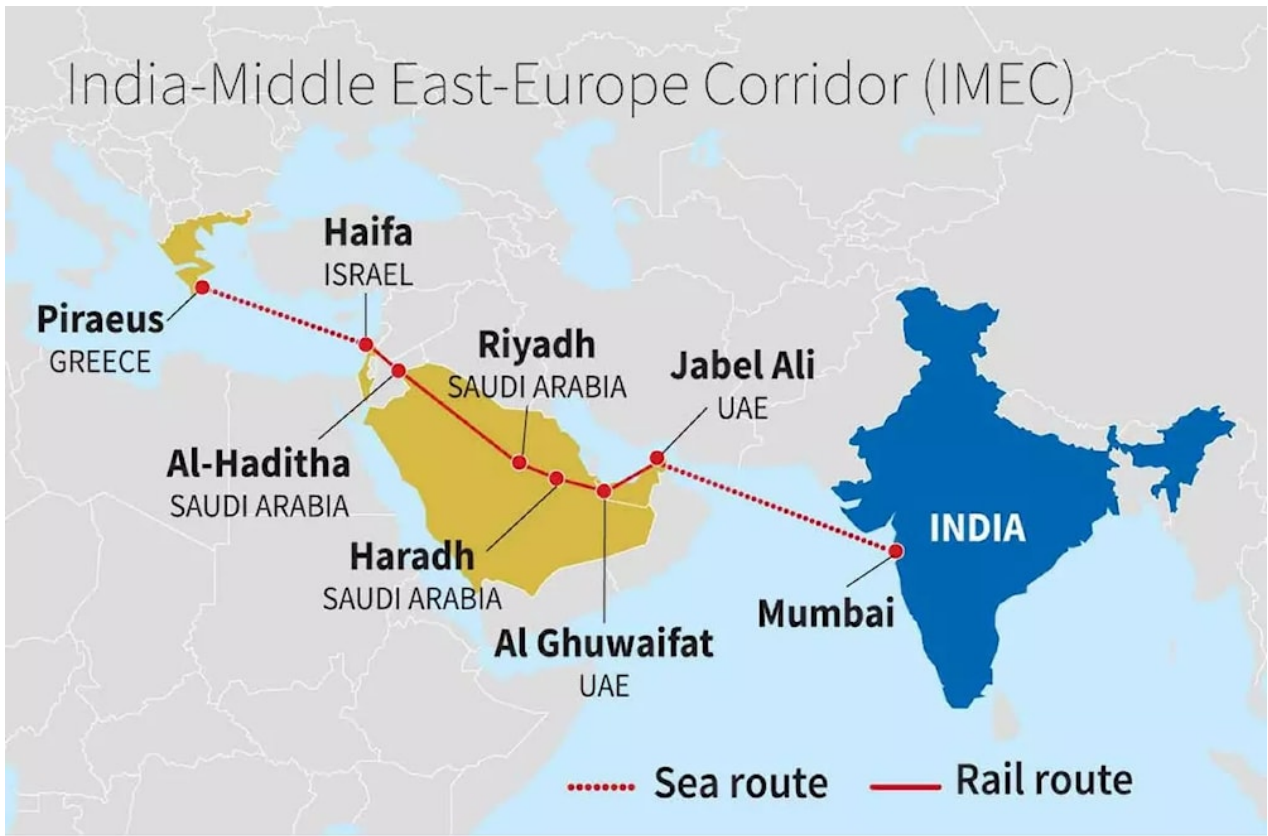 India-Middle East-Europe Corridor (IMEC)
Haifa
ISRAEL
Piraeus
GREECE
Riyadh
SAUDI ARABIA
Jabel Ali
UAE
Al-Haditha
SAUDI ARABIA
Haradh
SAUDI ARABIA
INDIA
Mumbai
Al Ghuwaifat
UAE
Sea route
Rail route